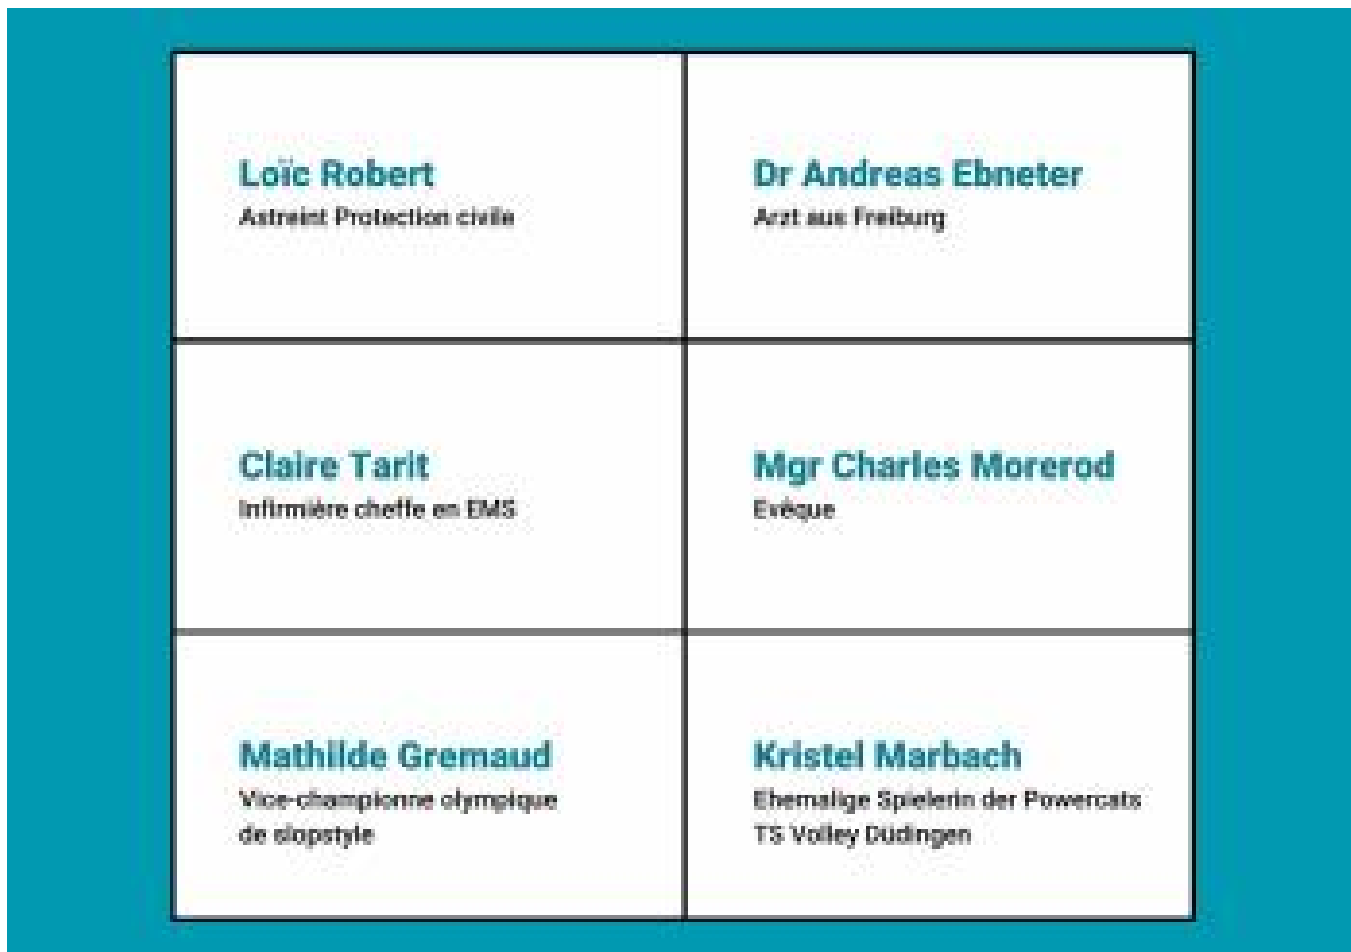 Loïc Robert
Astreint Protection civile
Dr Andreas Ebneter
Arzt aus Freiburg
Claire Tarit
Infirmière cheffe en EMS
Mgr Charles Morerod
Evêque
Mathilde Gremaud
Vice-championne olympique
de slopstyle
Kristel Marbach
Ehemalige Spielerin der Powercats
TS Volley Düdingen